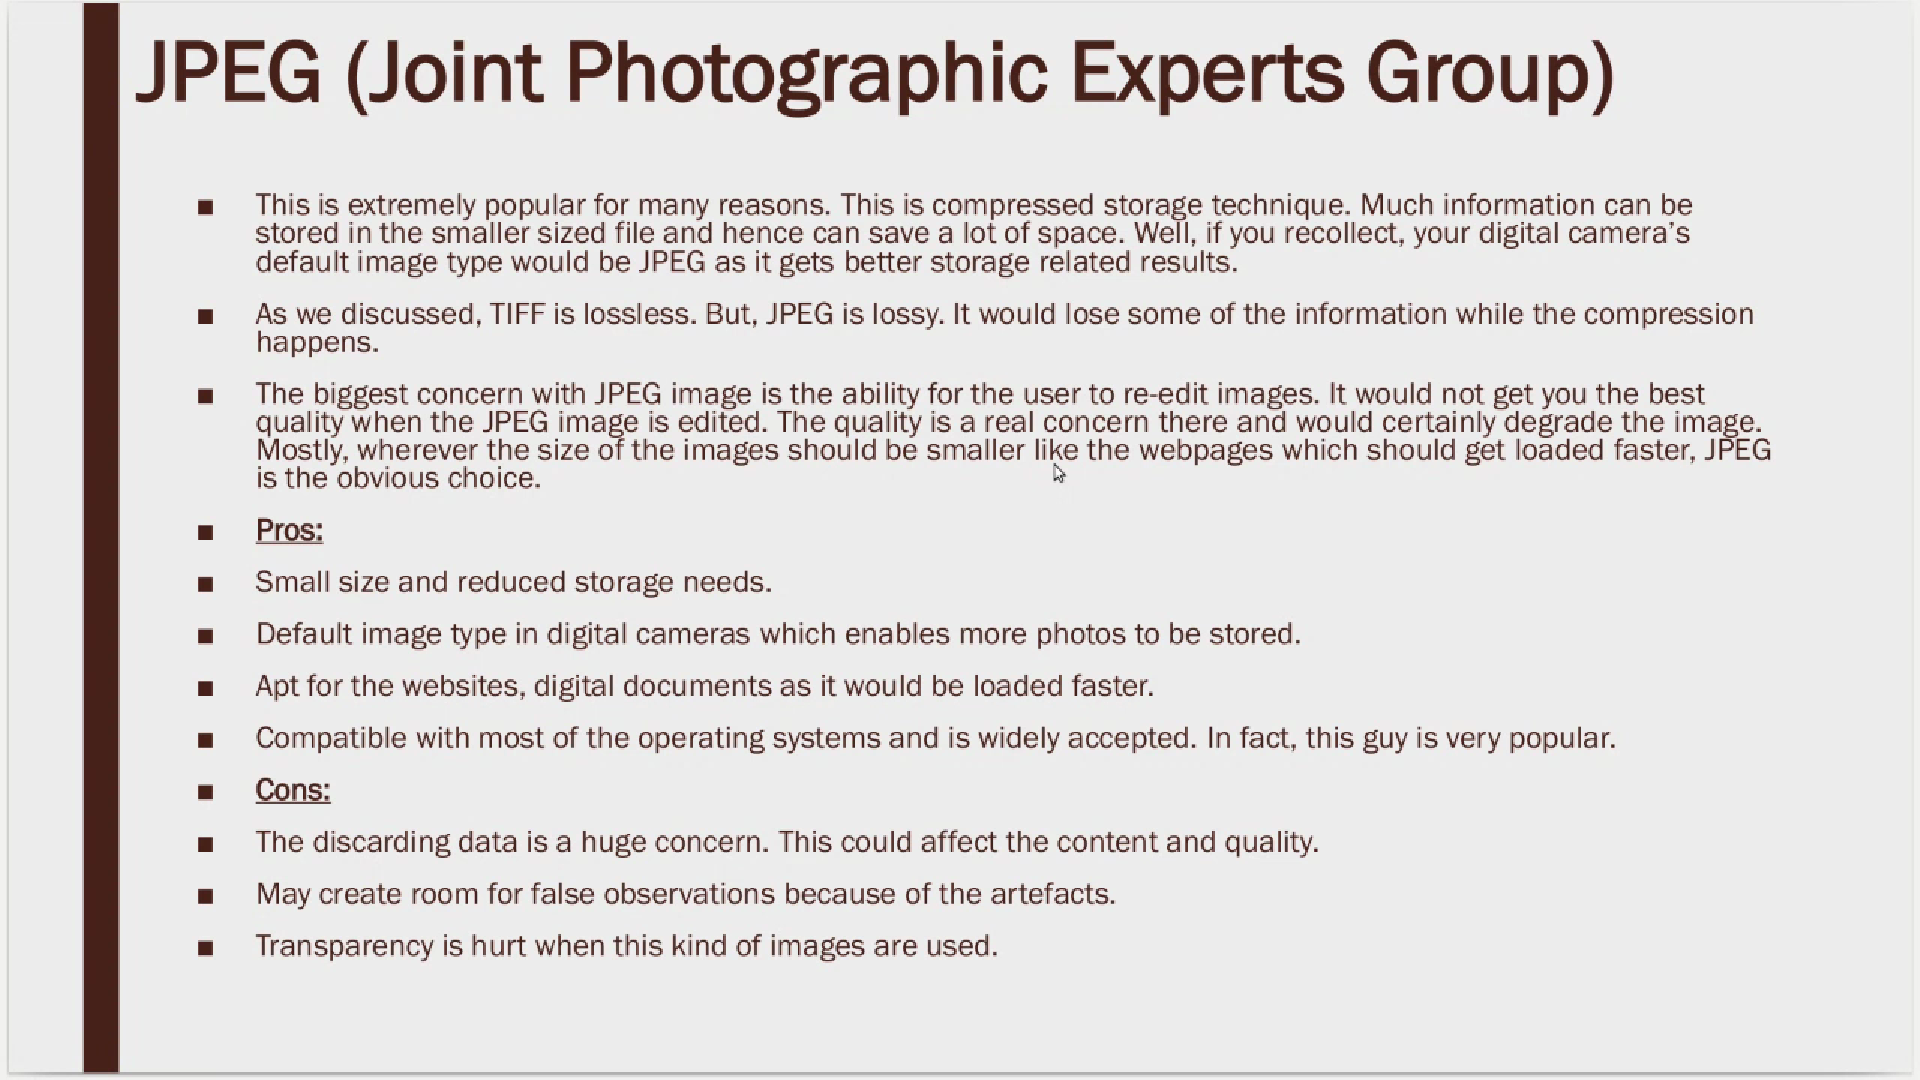 JPEG (Joint Photographic Experts Group)
■ This is extremely popular for many reasons. This is compressed storage technique. Much information can be
stored in the smaller sized file and hence can save a lot of space. Well, if you recollect, your digital camera’s
default image type would be JPEG as it gets better storage related results.
■ As we discussed, TIFF is lossless. But, JPEG is lossy. It would lose some of the information while the compression
happens.
■ The biggest concern with JPEG image is the ability for the user to re-edit images. It would not get you the best
quality when the JPEG image is edited. The quality is a real concern there and would certainly degrade the image.
Mostly, wherever the size of the images should be smaller like the webpages which should get loaded faster, JPEG
is the obvious choice.
■ Pros:
■ Small size and reduced storage needs.
■ Default image type in digital cameras which enables more photos to be stored.
■ Apt for the websites, digital documents as it would be loaded faster.
■ Compatible with most of the operating systems and is widely accepted. In fact, this guy is very popular.
■ Cons:
■ The discarding data is a huge concern. This could affect the content and quality.
■ May create room for false observations because of the artefacts.
■ Transparency is hurt when this kind of images are used.